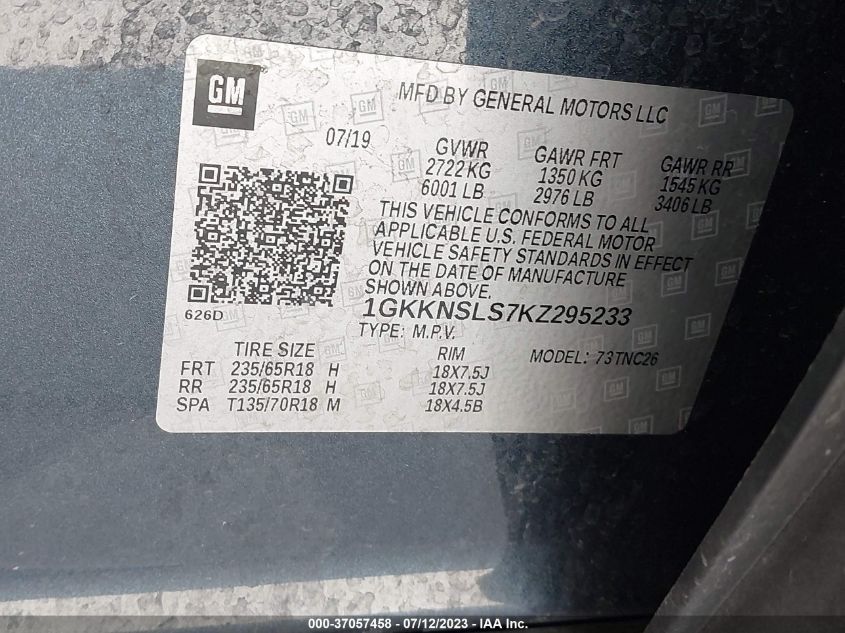 GM
MFD BY GENERAL MOTORS LLC
07/19
GVWR GAWR FRT GAWR RR
2722 KG 1350 KG 1545 KG
6001 LB 2976 LB 3406 LB
THIS VEHICLE CONFORMS TO ALL
APPLICABLE U.S. FEDERAL MOTOR
VEHICLE SAFETY STANDARDS IN EFFECT
ON THE DATE OF MANUFACTURE
SHOWN ABOVE.
626D
1GKKNSLS7KZ295233
TYPE: M.P.V.
TIRE SIZE RIM MODEL: 73TNC26
FRT 235/65R18 H 18X7.5J
RR 235/65R18 H 18X7.5J
SPA T135/70R18 M 18X4.5B
000-37057458 - 07/12/2023 - IAA Inc.